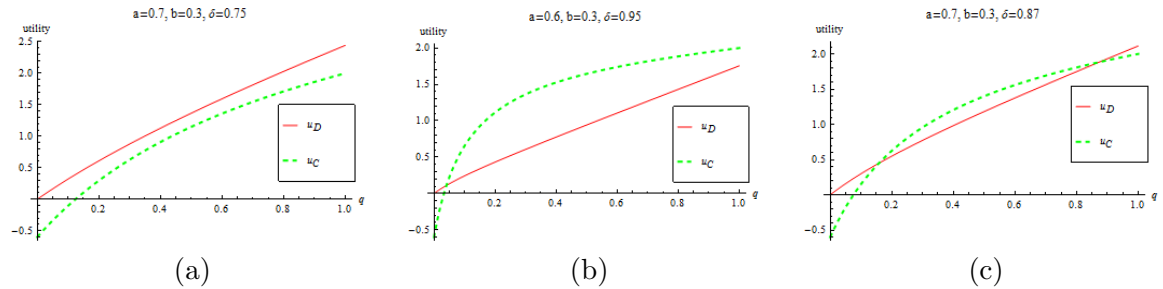 a=0.7, b=0.3, δ=0.75
utility
2.5
2.0
1.5
1.0
0.5
-0.5
0.2
0.4
0.6
0.8
1.0
q
u_D
u_C
(a)
a=0.6, b=0.3, δ=0.95
utility
2.0
1.5
1.0
0.5
-0.5
0.2
0.4
0.6
0.8
1.0
q
u_D
u_C
(b)
a=0.7, b=0.3, δ=0.87
utility
2.0
1.5
1.0
0.5
-0.5
0.2
0.4
0.6
0.8
1.0
q
u_D
u_C
(c)